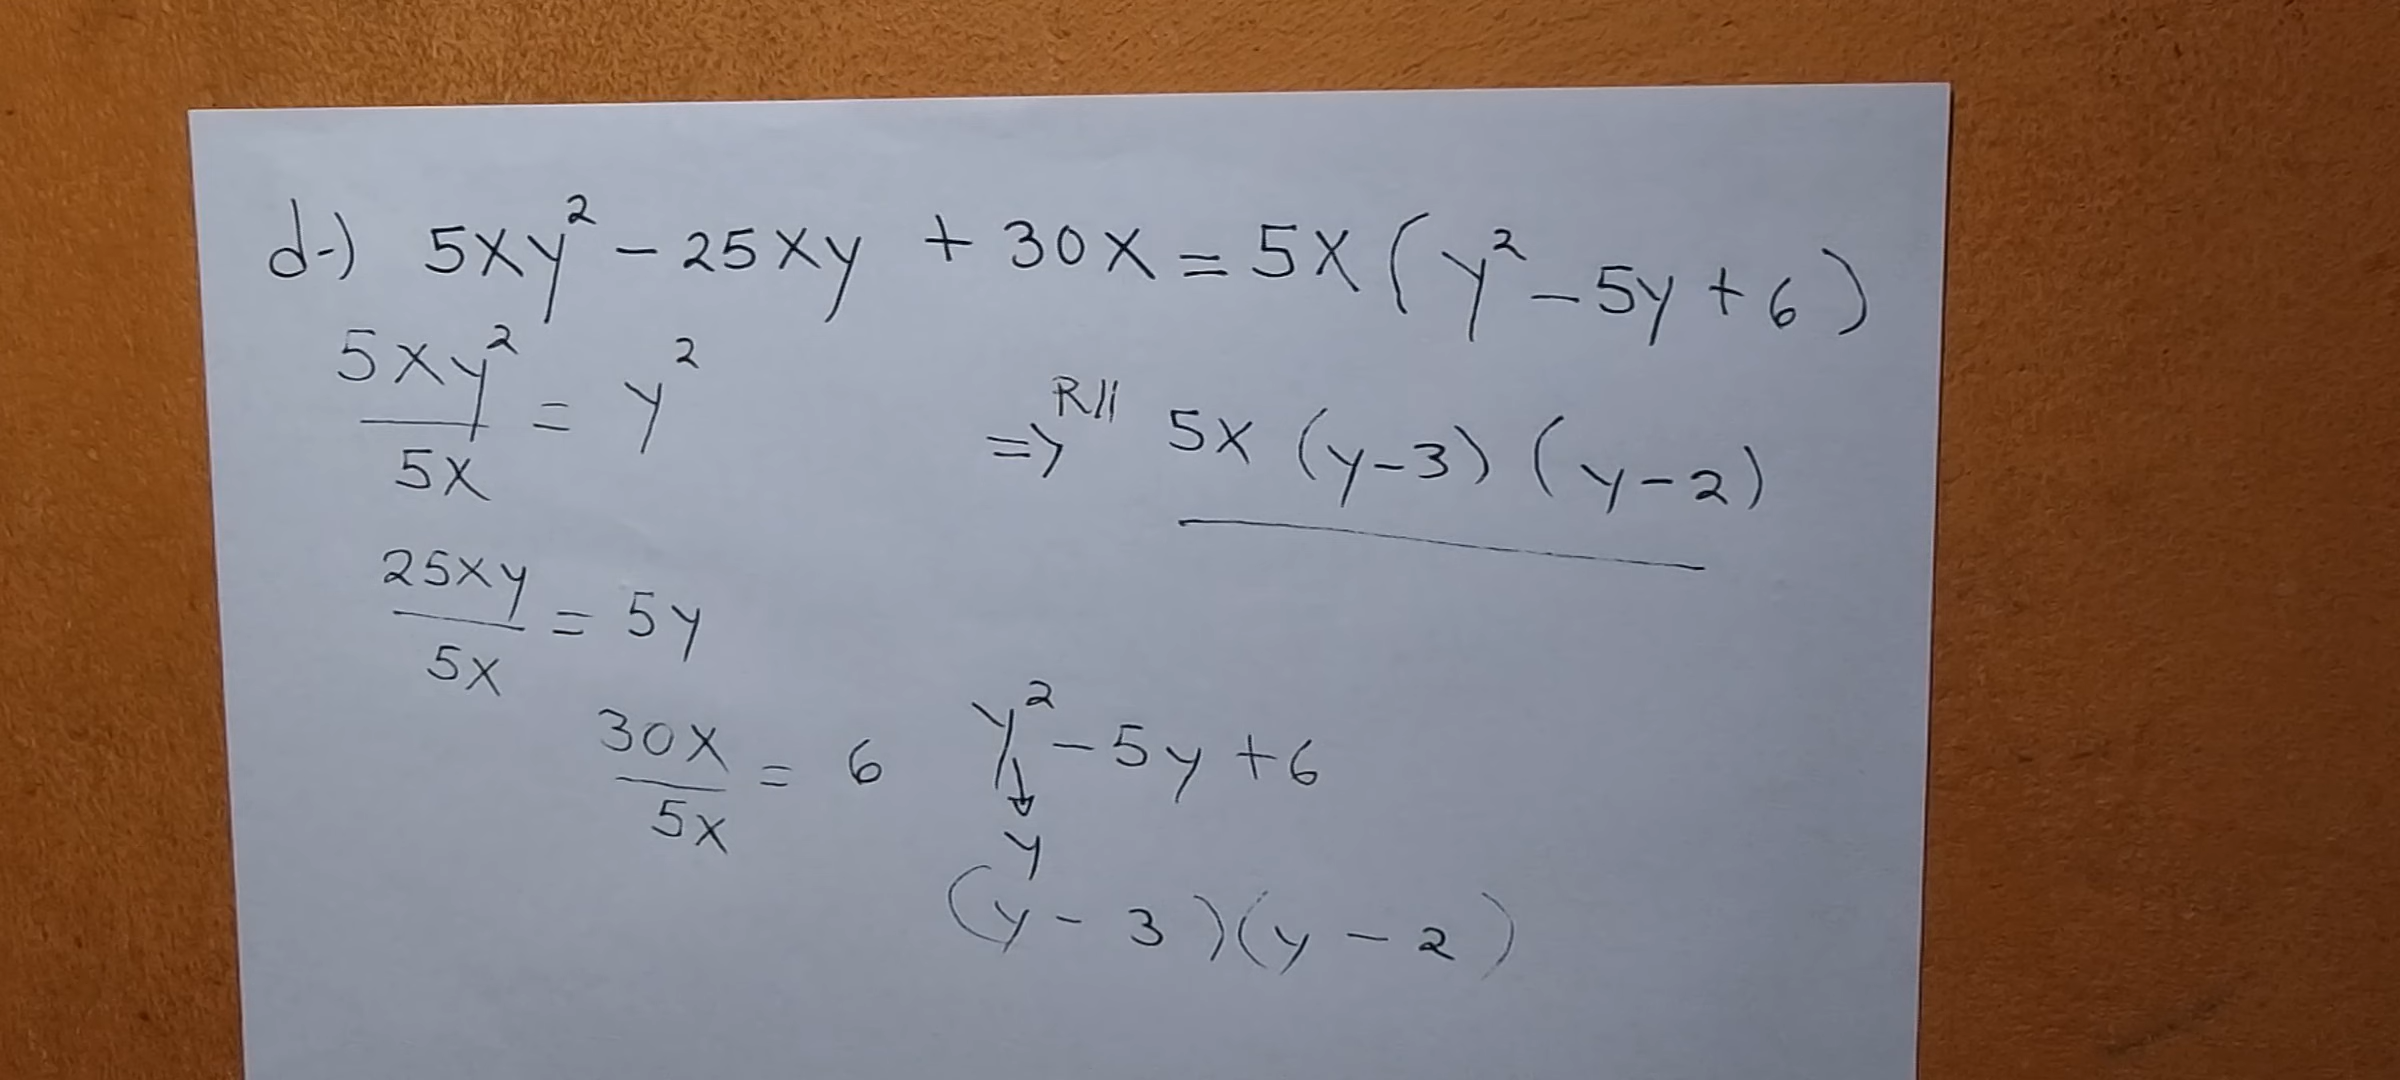 d-) 5xy² - 25xy + 30x = 5x (y² - 5y + 6)
5xy²/5x = y²
=> R// 5x (y-3) (y-2)
25xy/5x = 5y
30x/5x = 6
y² - 5y + 6
↓
y
(y - 3)(y - 2)